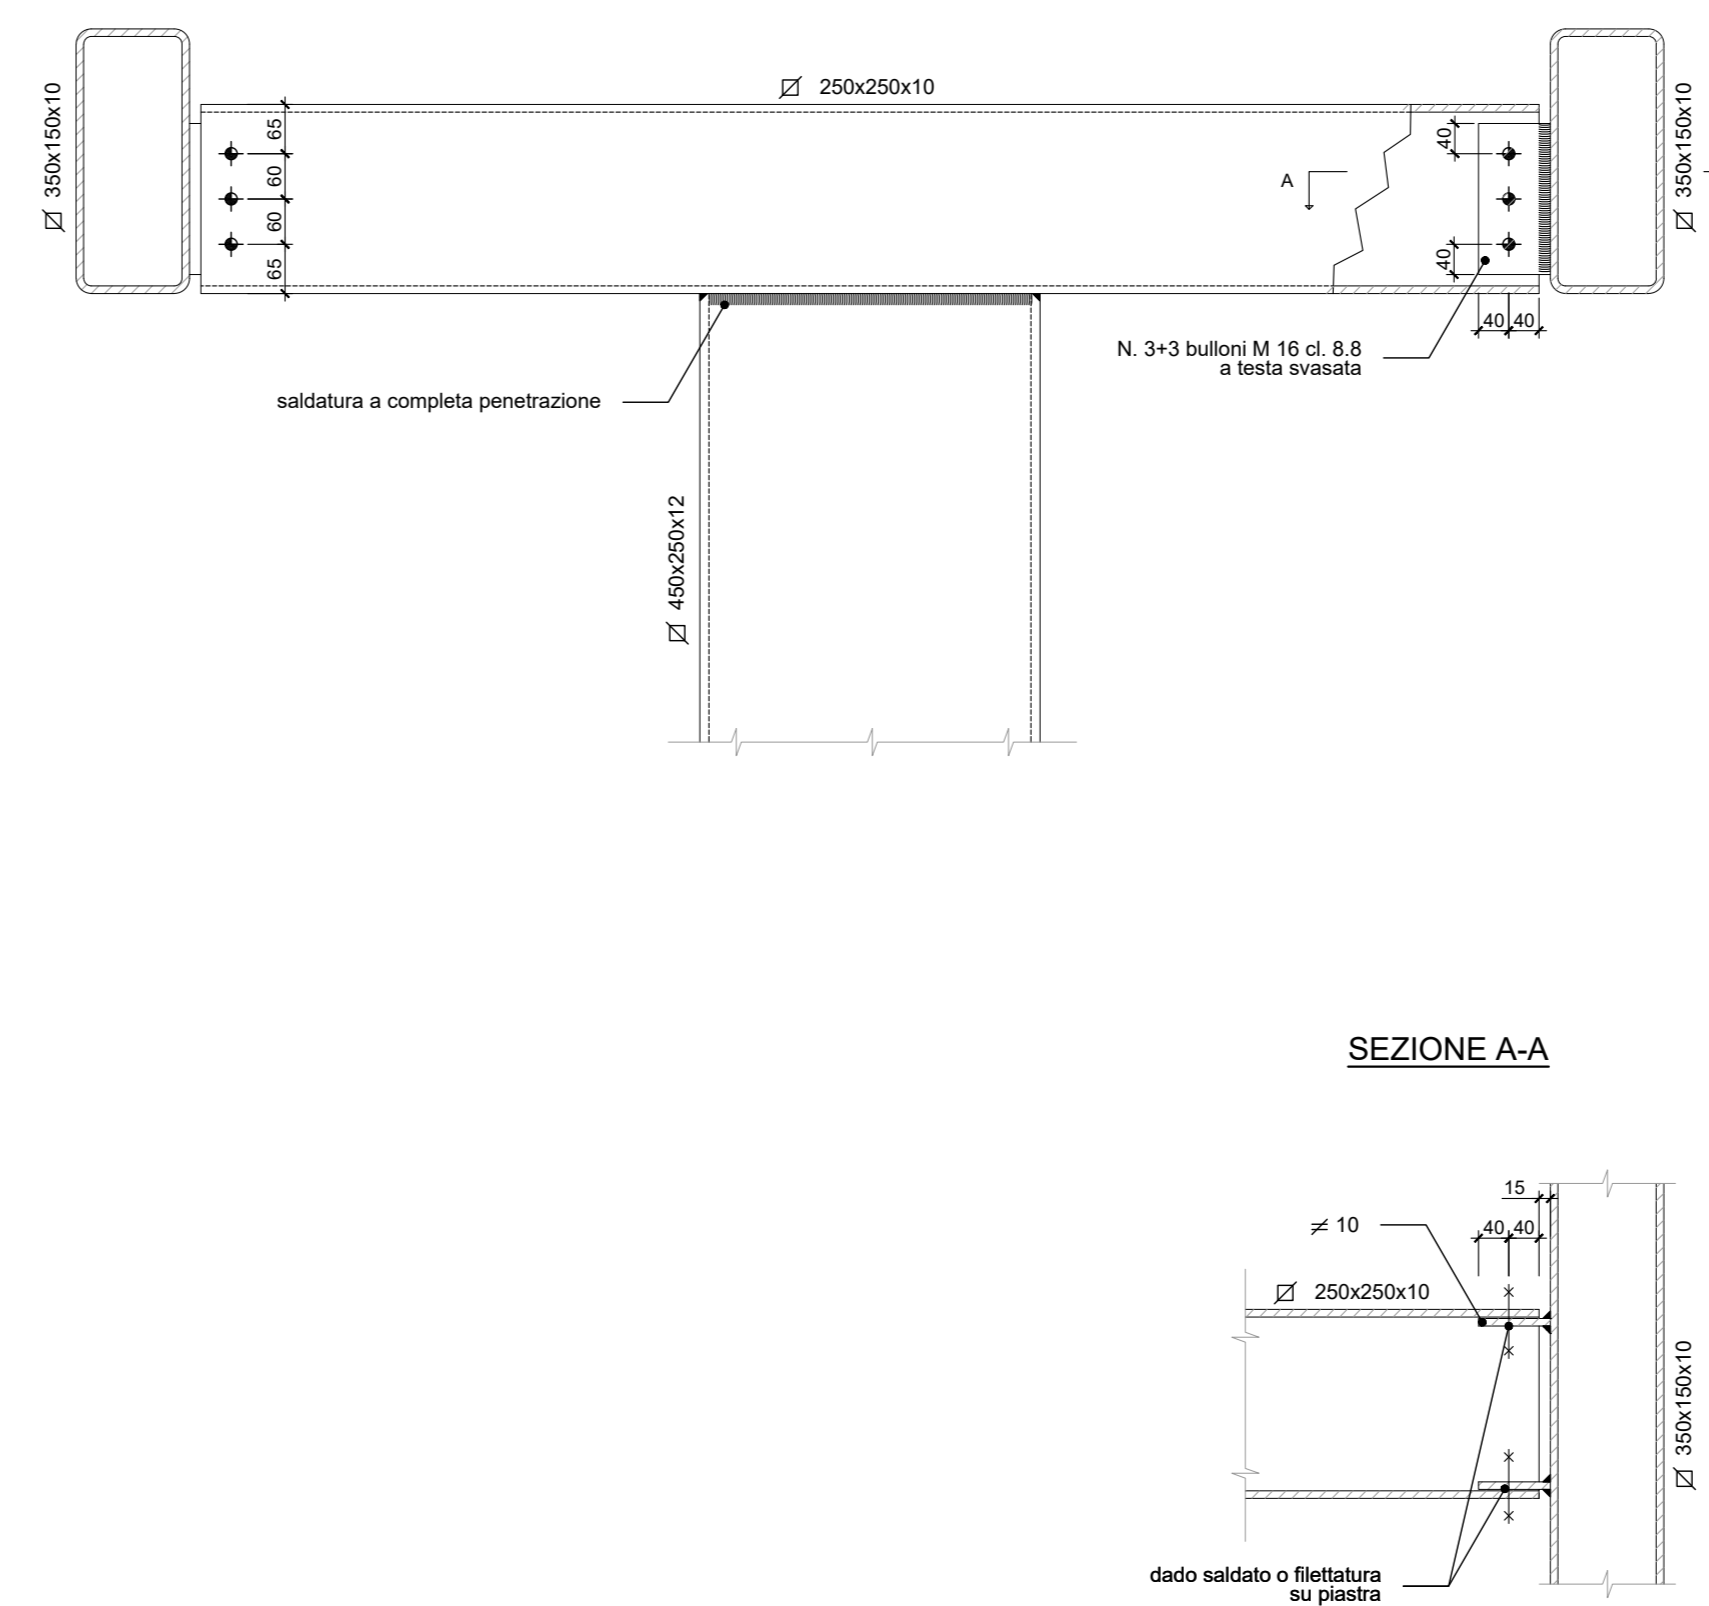 250x250x10
350x150x10
65
60
60
65
A
40
40
350x150x10
40 40
N. 3+3 bulloni M 16 cl. 8.8
a testa svasata
saldatura a completa penetrazione
450x250x12
SEZIONE A-A
15
≠ 10
40 40
250x250x10
350x150x10
dado saldato o filettatura
su piastra